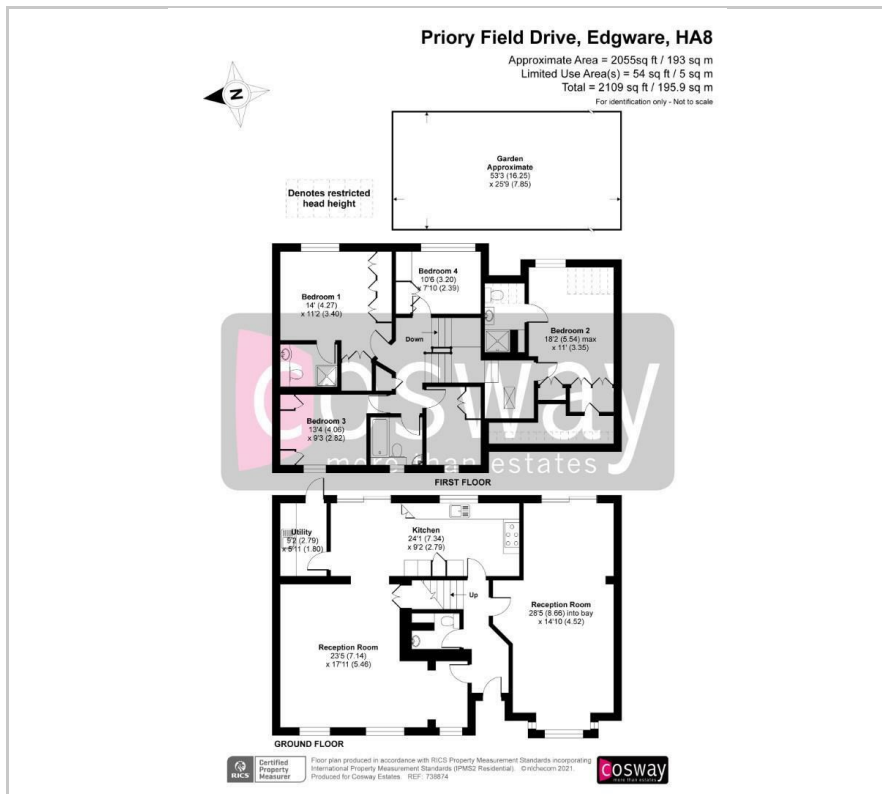 Priory Field Drive, Edgware, HA8
Approximate Area = 2055sq ft / 193 sq m
Limited Use Area(s) = 54 sq ft / 5 sq m
Total = 2109 sq ft / 195.9 sq m
For identification only - Not to scale
N
Garden
Approximate
53'3 (16.25)
x 25'9 (7.85)
Denotes restricted
head height
Bedroom 1
14' (4.27)
x 11'2 (3.40)
Bedroom 4
10'6 (3.20)
x 7'10 (2.39)
Down
Bedroom 2
18'2 (5.54) max
x 11' (3.35)
cosway
more than estates
Bedroom 3
13'4 (4.06)
x 9'3 (2.82)
FIRST FLOOR
Utility
9'2 (2.79)
x 5'11 (1.80)
Kitchen
24'1 (7.34)
x 9'2 (2.79)
Up
Reception Room
28'5 (8.66) into bay
x 14'10 (4.52)
Reception Room
23'5 (7.14)
x 17'11 (5.46)
GROUND FLOOR
RICS
Certified
Property
Measurer
Floor plan produced in accordance with RICS Property Measurement Standards incorporating
International Property Measurement Standards (IPMS2 Residential). © nichecom 2021.
Produced for Cosway Estates. REF: 738874
cosway
more than estates